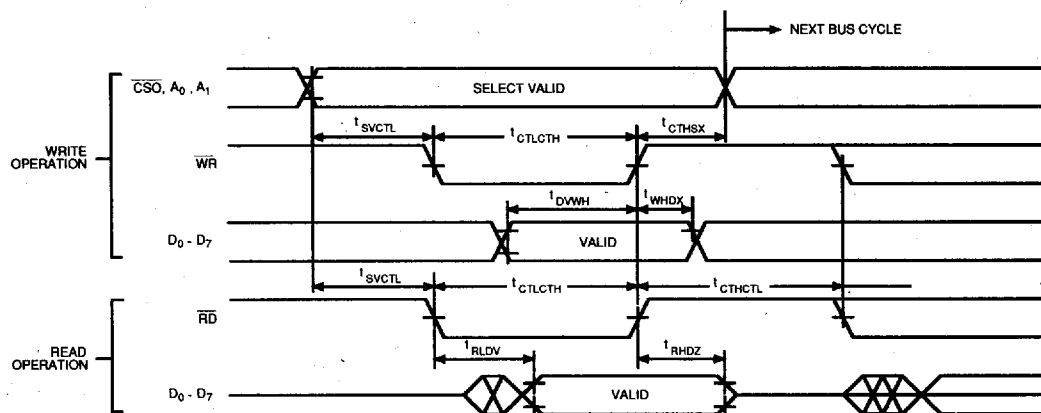 NEXT BUS CYCLE
CSO, A0, A1
SELECT VALID
tSVCTL
tCTLCTH
tCTHSX
WRITE
OPERATION
WR
tDVWH
tWHDX
D0 - D7
VALID
tSVCTL
tCTLCTH
tCTHCTL
RD
READ
OPERATION
tRLDV
tRHDZ
D0 - D7
VALID